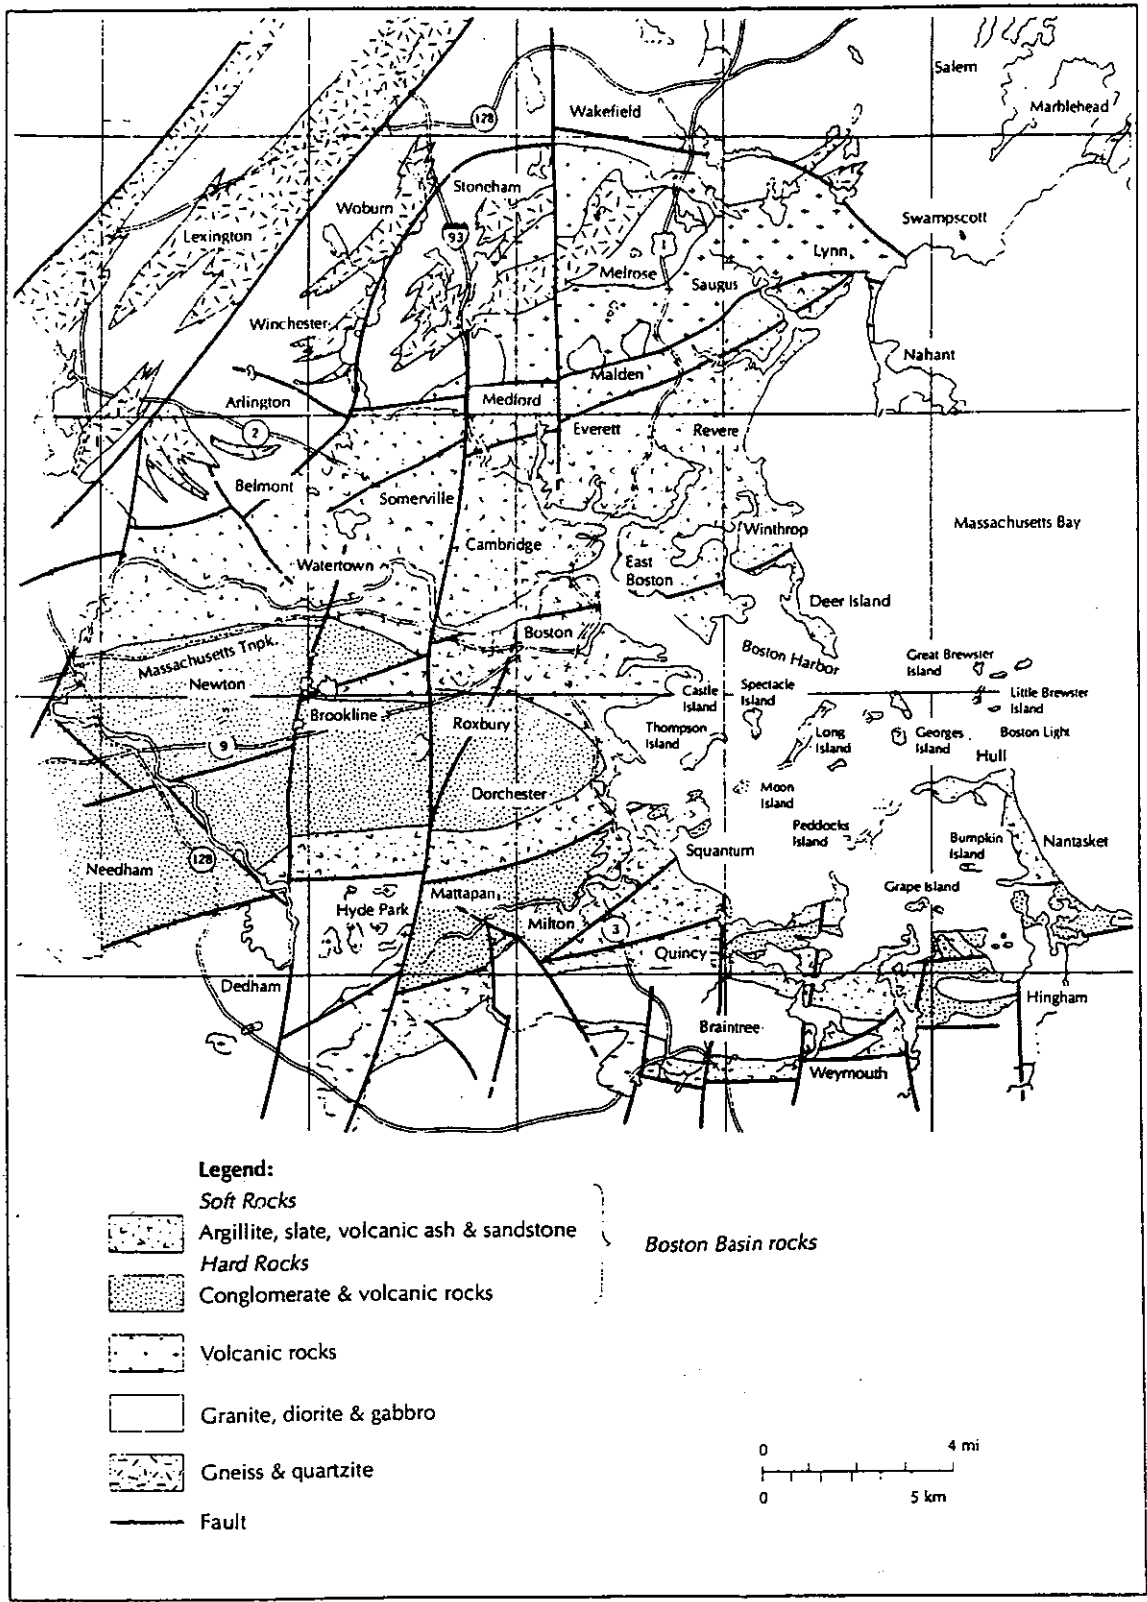 Salem
Marblehead
Wakefield
128
Stoneham
Woburn
Lexington
93
Swampscott
Lynn
1
Melrose
Saugus
Winchester
Nahant
Malden
Arlington
Medford
2
Everett
Revere
Belmont
Somerville
Winthrop
Massachusetts Bay
Cambridge
Watertown
East
Boston
Deer Island
Boston
Massachusetts Tnpk.
Boston Harbor
Great Brewster
Island
Newton
Castle
Island
Spectacle
Island
Little Brewster
Island
Brookline
Roxbury
Thompson
Island
Long
Island
Georges
Island
Boston Light
9
Hull
Dorchester
Moon
Island
Peddocks
Island
Bumpkin
Island
Nantasket
128
Squantum
Needham
Grape Island
Mattapan
Hyde Park
Milton
3
Quincy
Dedham
Hingham
Braintree
Weymouth
Legend:
Soft Rocks
Argillite, slate, volcanic ash & sandstone
Boston Basin rocks
Hard Rocks
Conglomerate & volcanic rocks
Volcanic rocks
Granite, diorite & gabbro
Gneiss & quartzite
Fault
0 4 mi
0 5 km